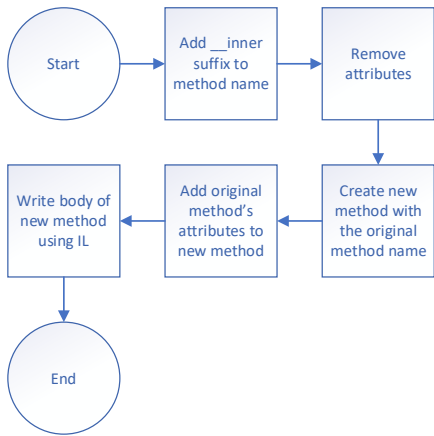 Start
Add __inner
suffix to
method name
Remove
attributes
Create new
method with
the original
method name
Add original
method's
attributes to
new method
Write body of
new method
using IL
End